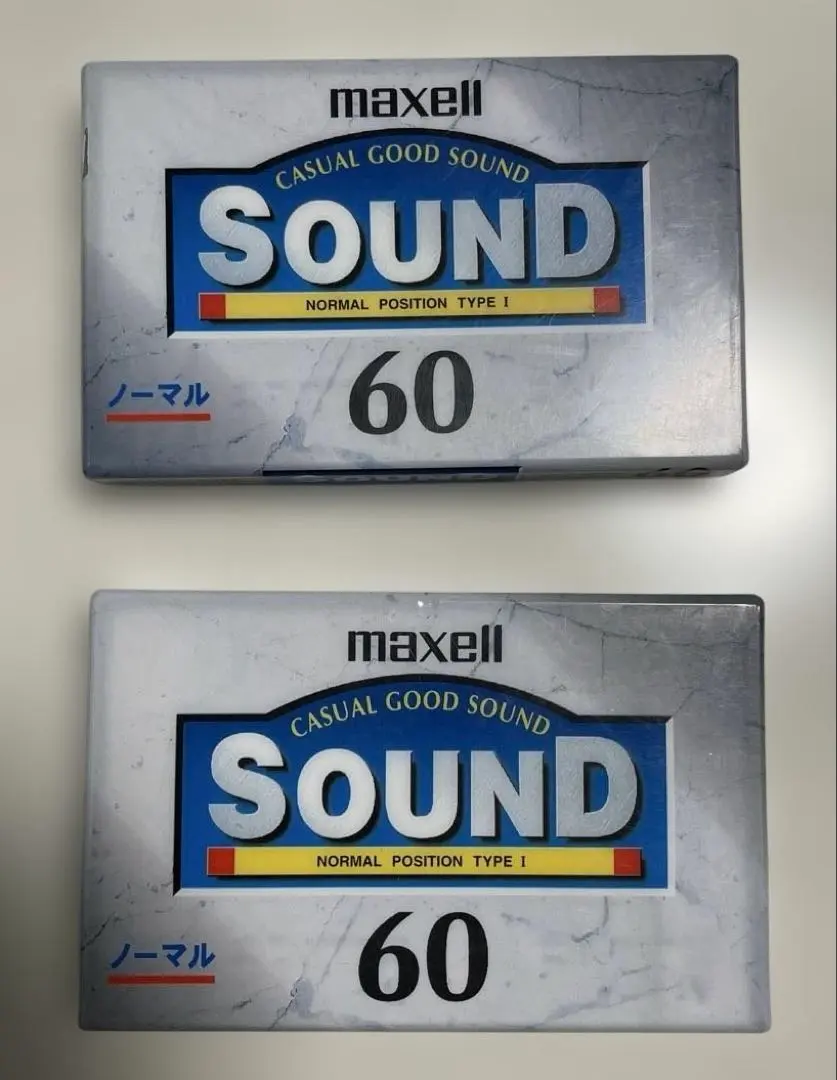 maxell
CASUAL GOOD SOUND
SOUND
NORMAL POSITION TYPE I
60
ノーマル
maxell
CASUAL GOOD SOUND
SOUND
NORMAL POSITION TYPE I
60
ノーマル